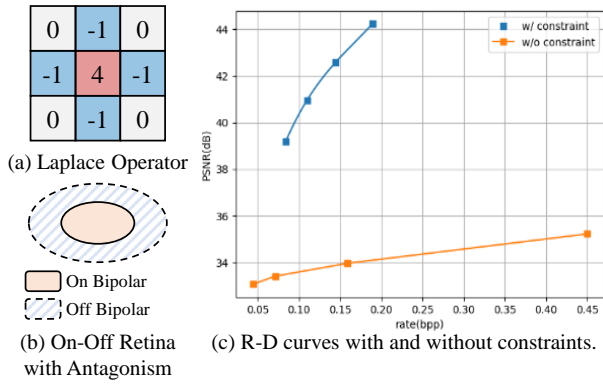 0 -1 0
-1 4 -1
0 -1 0
(a) Laplace Operator
On Bipolar
Off Bipolar
(b) On-Off Retina
with Antagonism
44
42
40
38
36
34
PSNR(dB)
w/ constraint
w/o constraint
0.05 0.10 0.15 0.20 0.25 0.30 0.35 0.40 0.45
rate(bpp)
(c) R-D curves with and without constraints.